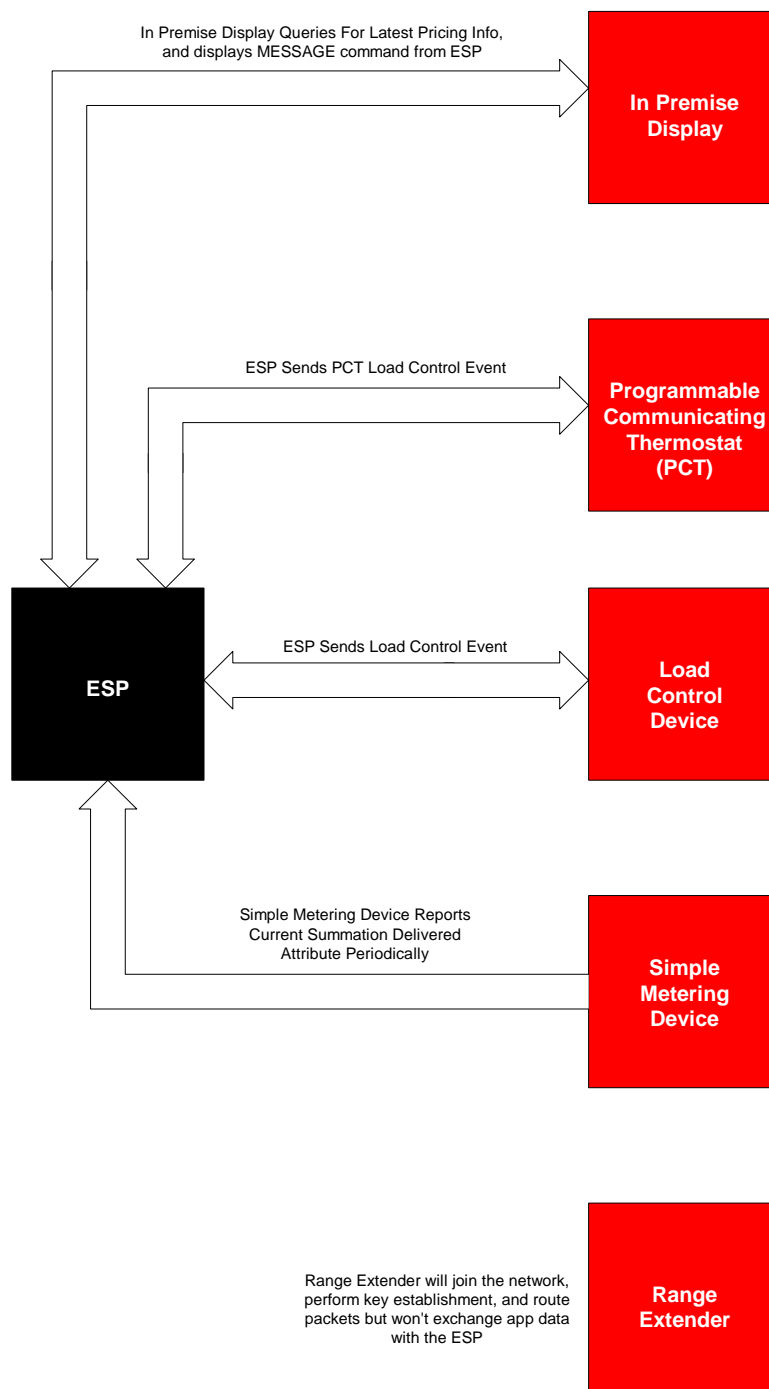 In Premise Display Queries For Latest Pricing Info,
and displays MESSAGE command from ESP
In Premise
Display
ESP Sends PCT Load Control Event
Programmable
Communicating
Thermostat
(PCT)
ESP
ESP Sends Load Control Event
Load
Control
Device
Simple Metering Device Reports
Current Summation Delivered
Attribute Periodically
Simple
Metering
Device
Range Extender will join the network,
perform key establishment, and route
packets but won't exchange app data
with the ESP
Range
Extender